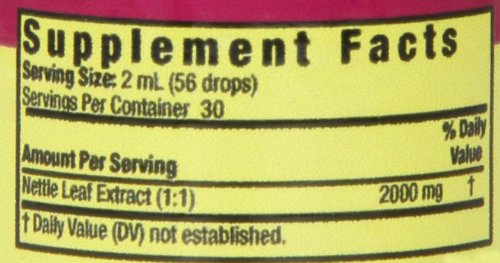 Supplement Facts
Serving Size: 2 mL (56 drops)
Servings Per Container 30
% Daily
Value
Amount Per Serving
Nettle Leaf Extract (1:1) 2000 mg †
† Daily Value (DV) not established.